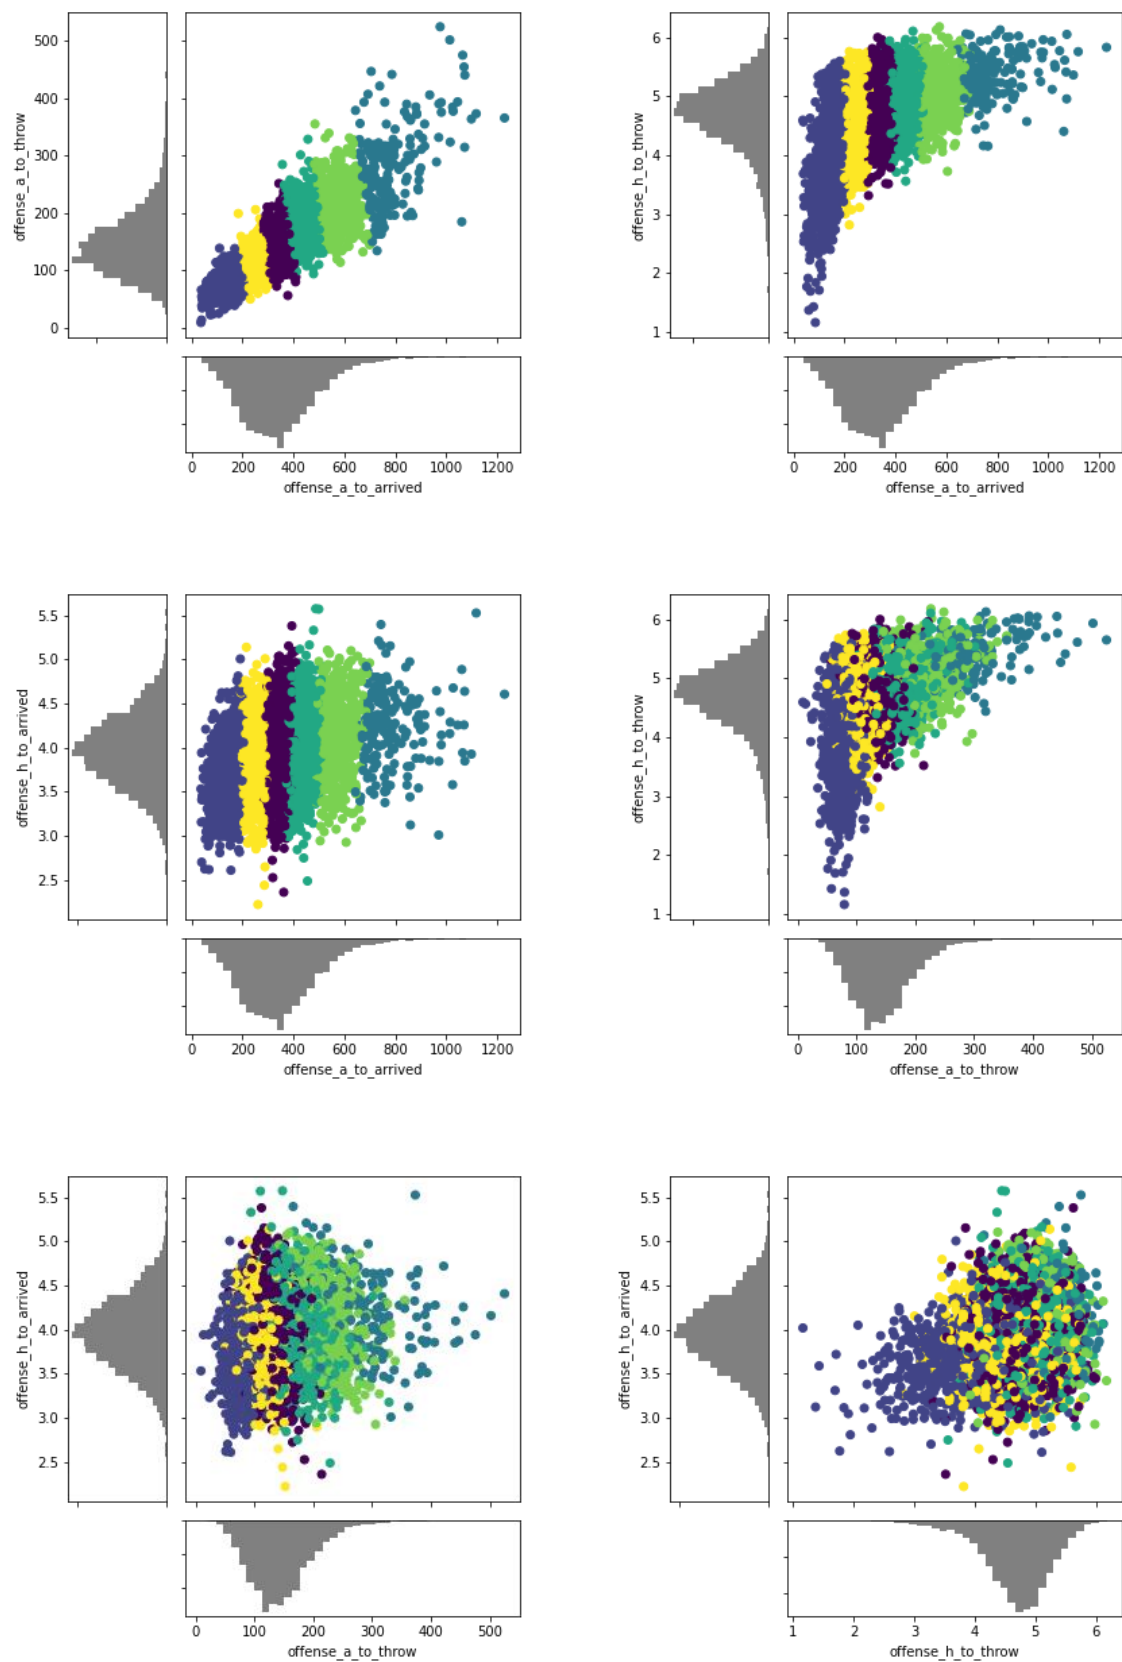 500
400
300
200
100
0
offense_a_to_throw
0 200 400 600 800 1000 1200
offense_a_to_arrived
6
5
4
3
2
1
offense_h_to_throw
0 200 400 600 800 1000 1200
offense_a_to_arrived
5.5
5.0
4.5
4.0
3.5
3.0
2.5
offense_h_to_arrived
0 200 400 600 800 1000 1200
offense_a_to_arrived
6
5
4
3
2
1
offense_h_to_throw
0 100 200 300 400 500
offense_a_to_throw
5.5
5.0
4.5
4.0
3.5
3.0
2.5
offense_h_to_arrived
0 100 200 300 400 500
offense_a_to_throw
5.5
5.0
4.5
4.0
3.5
3.0
2.5
offense_h_to_arrived
1 2 3 4 5 6
offense_h_to_throw